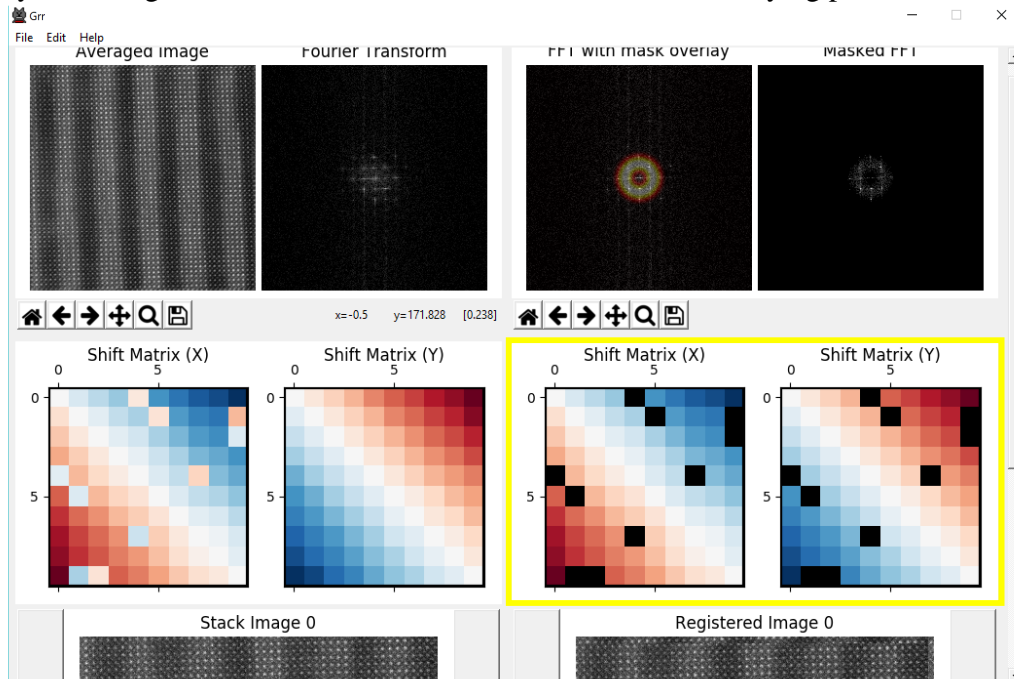 Grr
File Edit Help
Averaged Image Fourier Transform FFT with mask overlay Masked FFT
x=-0.5 y=171.828 [0.238]
Shift Matrix (X) Shift Matrix (Y) Shift Matrix (X) Shift Matrix (Y)
0 5 0 5 0 5 0 5
0 0 0 0
5 5 5 5
Stack Image 0 Registered Image 0